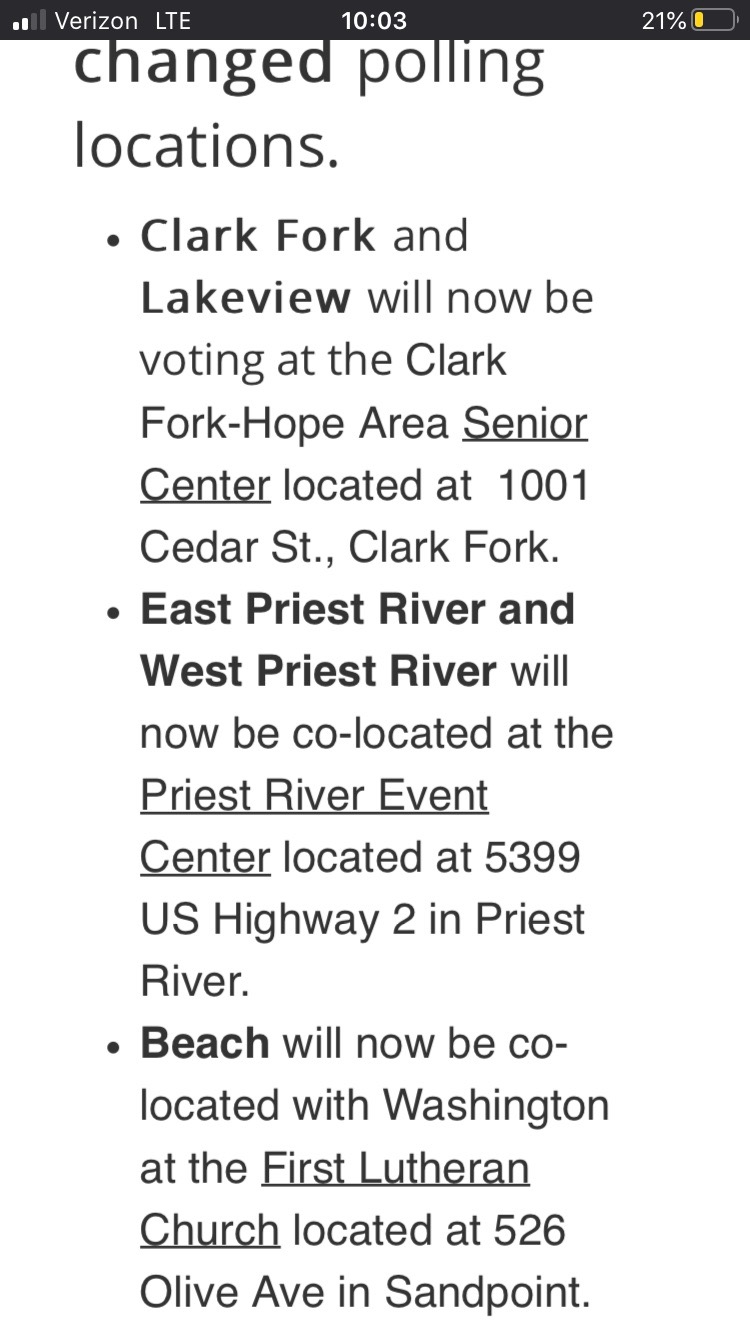 Verizon LTE 10:03 21%
changed polling
locations.
• Clark Fork and
Lakeview will now be
voting at the Clark
Fork-Hope Area Senior
Center located at  1001
Cedar St., Clark Fork.
• East Priest River and
West Priest River will
now be co-located at the
Priest River Event
Center located at 5399
US Highway 2 in Priest
River.
• Beach will now be co-
located with Washington
at the First Lutheran
Church located at 526
Olive Ave in Sandpoint.